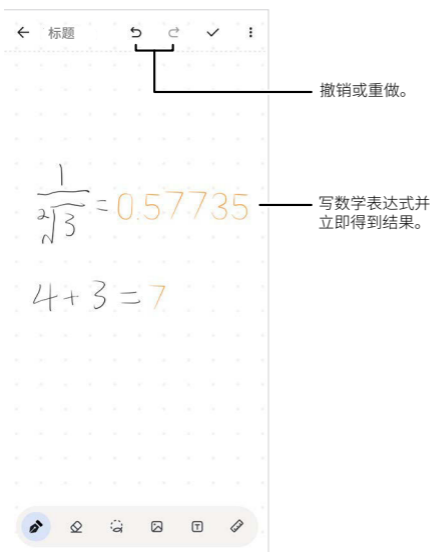 标题
撤销或重做。
1/²√3 = 0.57735
写数学表达式并
立即得到结果。
4+3=7
T